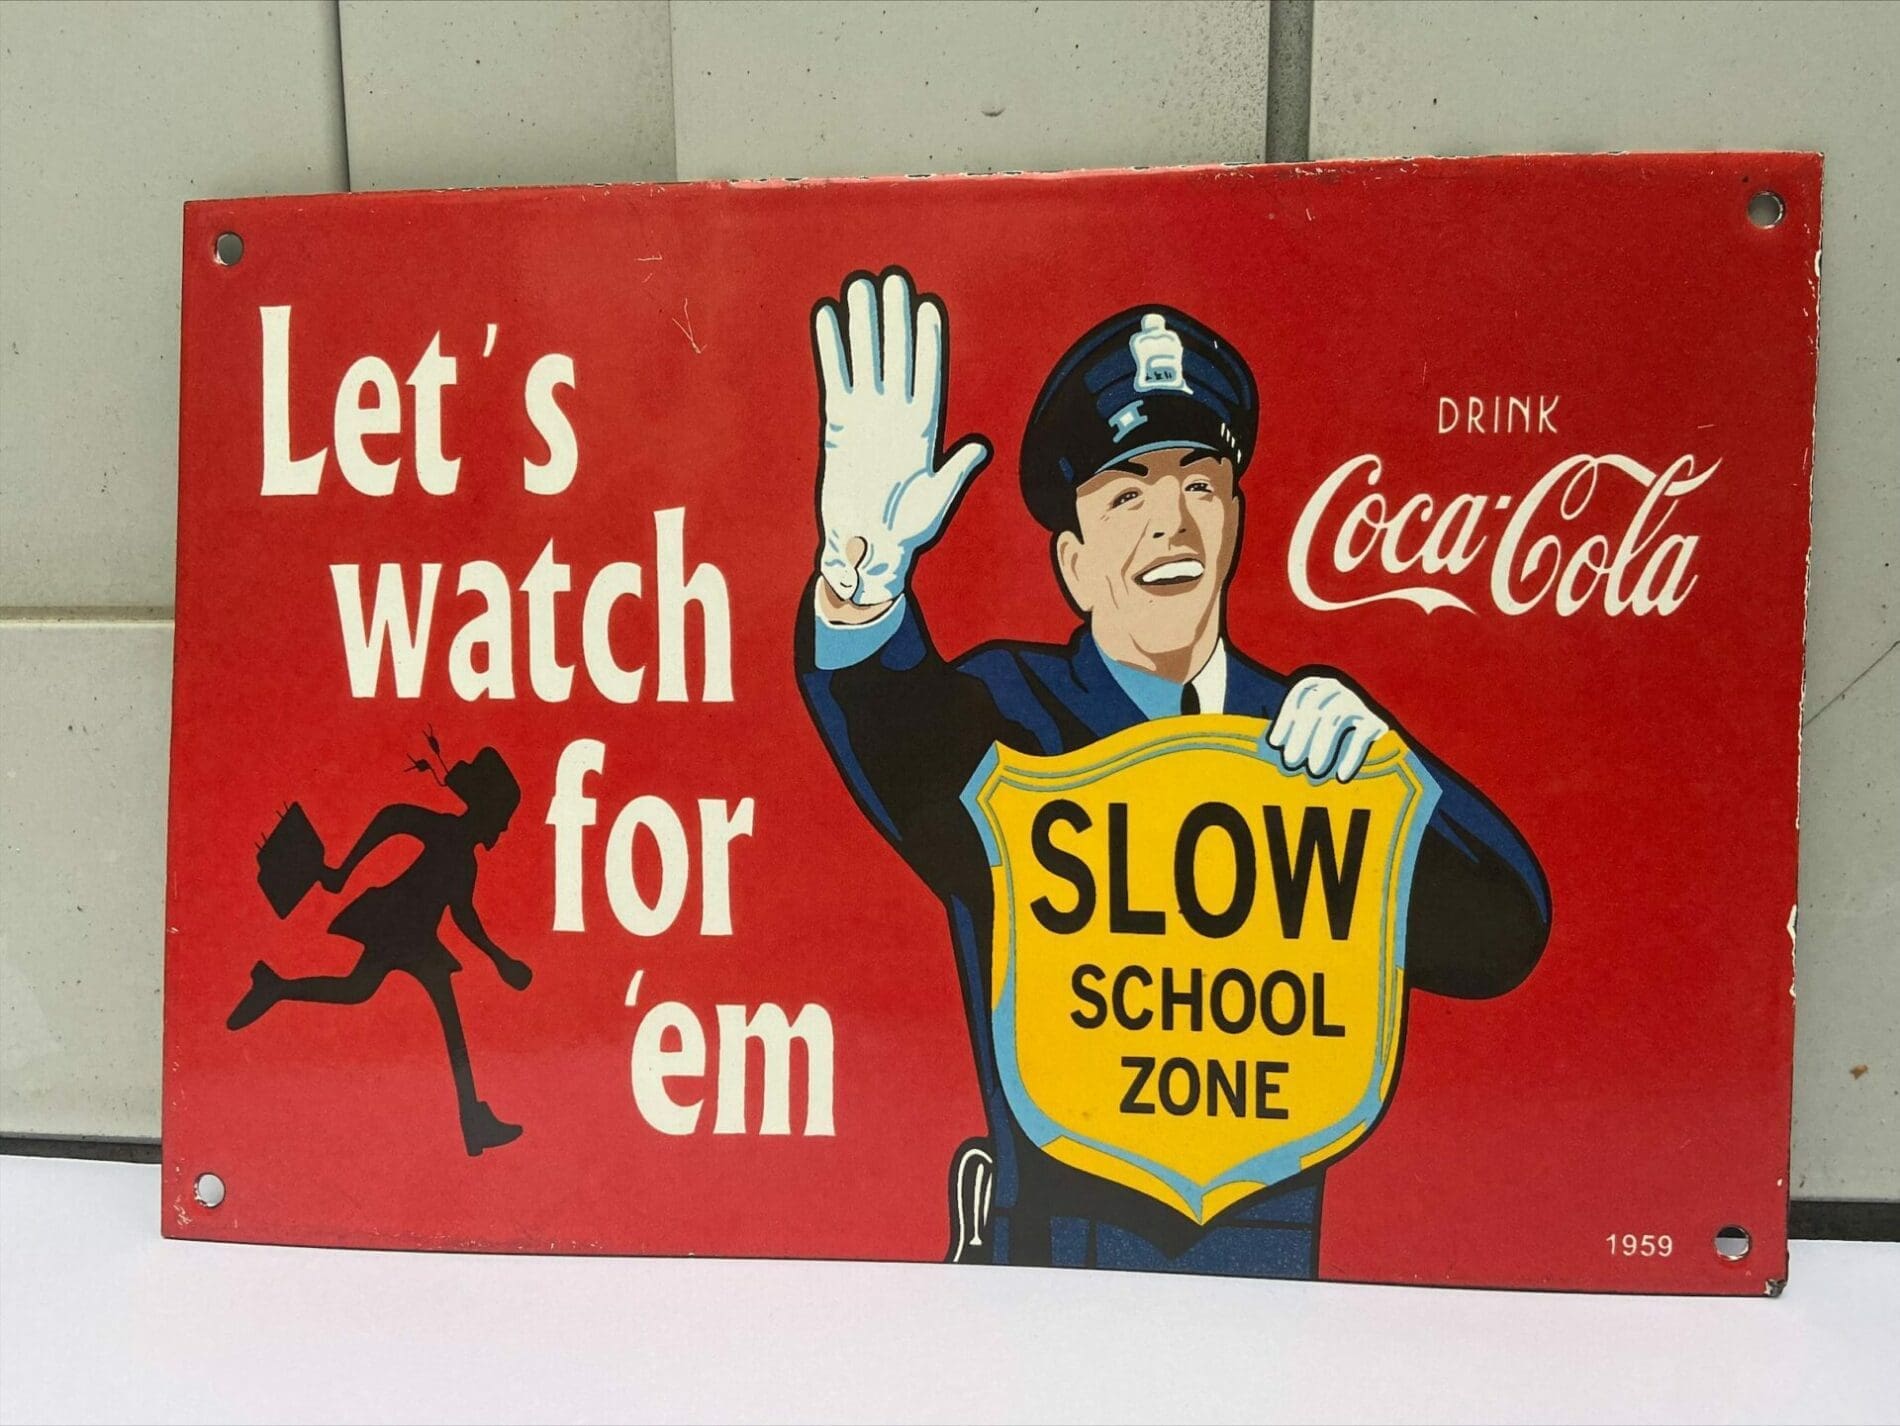 Let's
watch
for
'em
DRINK
Coca-Cola
SLOW
SCHOOL
ZONE
1959